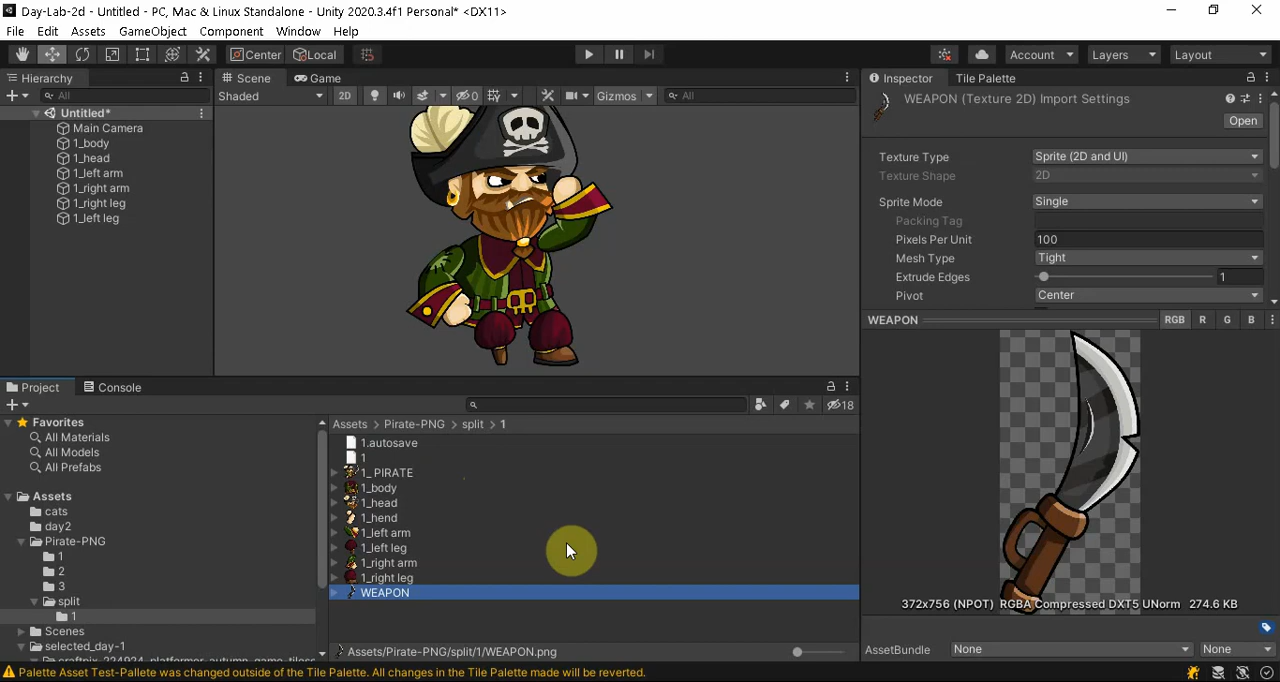 Day-Lab-2d - Untitled - PC, Mac & Linux Standalone - Unity 2020.3.4f1 Personal* <DX11>
File Edit Assets GameObject Component Window Help
Center Local Account Layers Layout
Hierarchy
All
Untitled*
Main Camera
1_body
1_head
1_left arm
1_right arm
1_right leg
1_left leg
Scene Game
Shaded 2D 0 Gizmos All
Inspector Tile Palette
WEAPON (Texture 2D) Import Settings
Open
Texture Type Sprite (2D and UI)
Texture Shape 2D
Sprite Mode Single
Packing Tag
Pixels Per Unit 100
Mesh Type Tight
Extrude Edges 1
Pivot Center
WEAPON RGB R G B
372x756 (NPOT) RGBA Compressed DXT5 UNorm 274.6 KB
AssetBundle None None
Project Console
18
Favorites
All Materials
All Models
All Prefabs
Assets
cats
day2
Pirate-PNG
1
2
3
split
1
Scenes
selected_day-1
craftpix-224924-platformer-autumn-game-tileset
Assets > Pirate-PNG > split > 1
1.autosave
1
1_ PIRATE
1_body
1_head
1_hend
1_left arm
1_left leg
1_right arm
1_right leg
WEAPON
Assets/Pirate-PNG/split/1/WEAPON.png
Palette Asset Test-Pallete was changed outside of the Tile Palette. All changes in the Tile Palette made will be reverted.